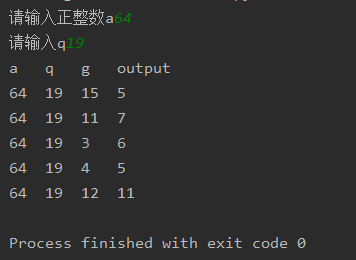 请输入正整数a64
请输入q19
a q g output
64 19 15 5
64 19 11 7
64 19 3 6
64 19 4 5
64 19 12 11
Process finished with exit code 0